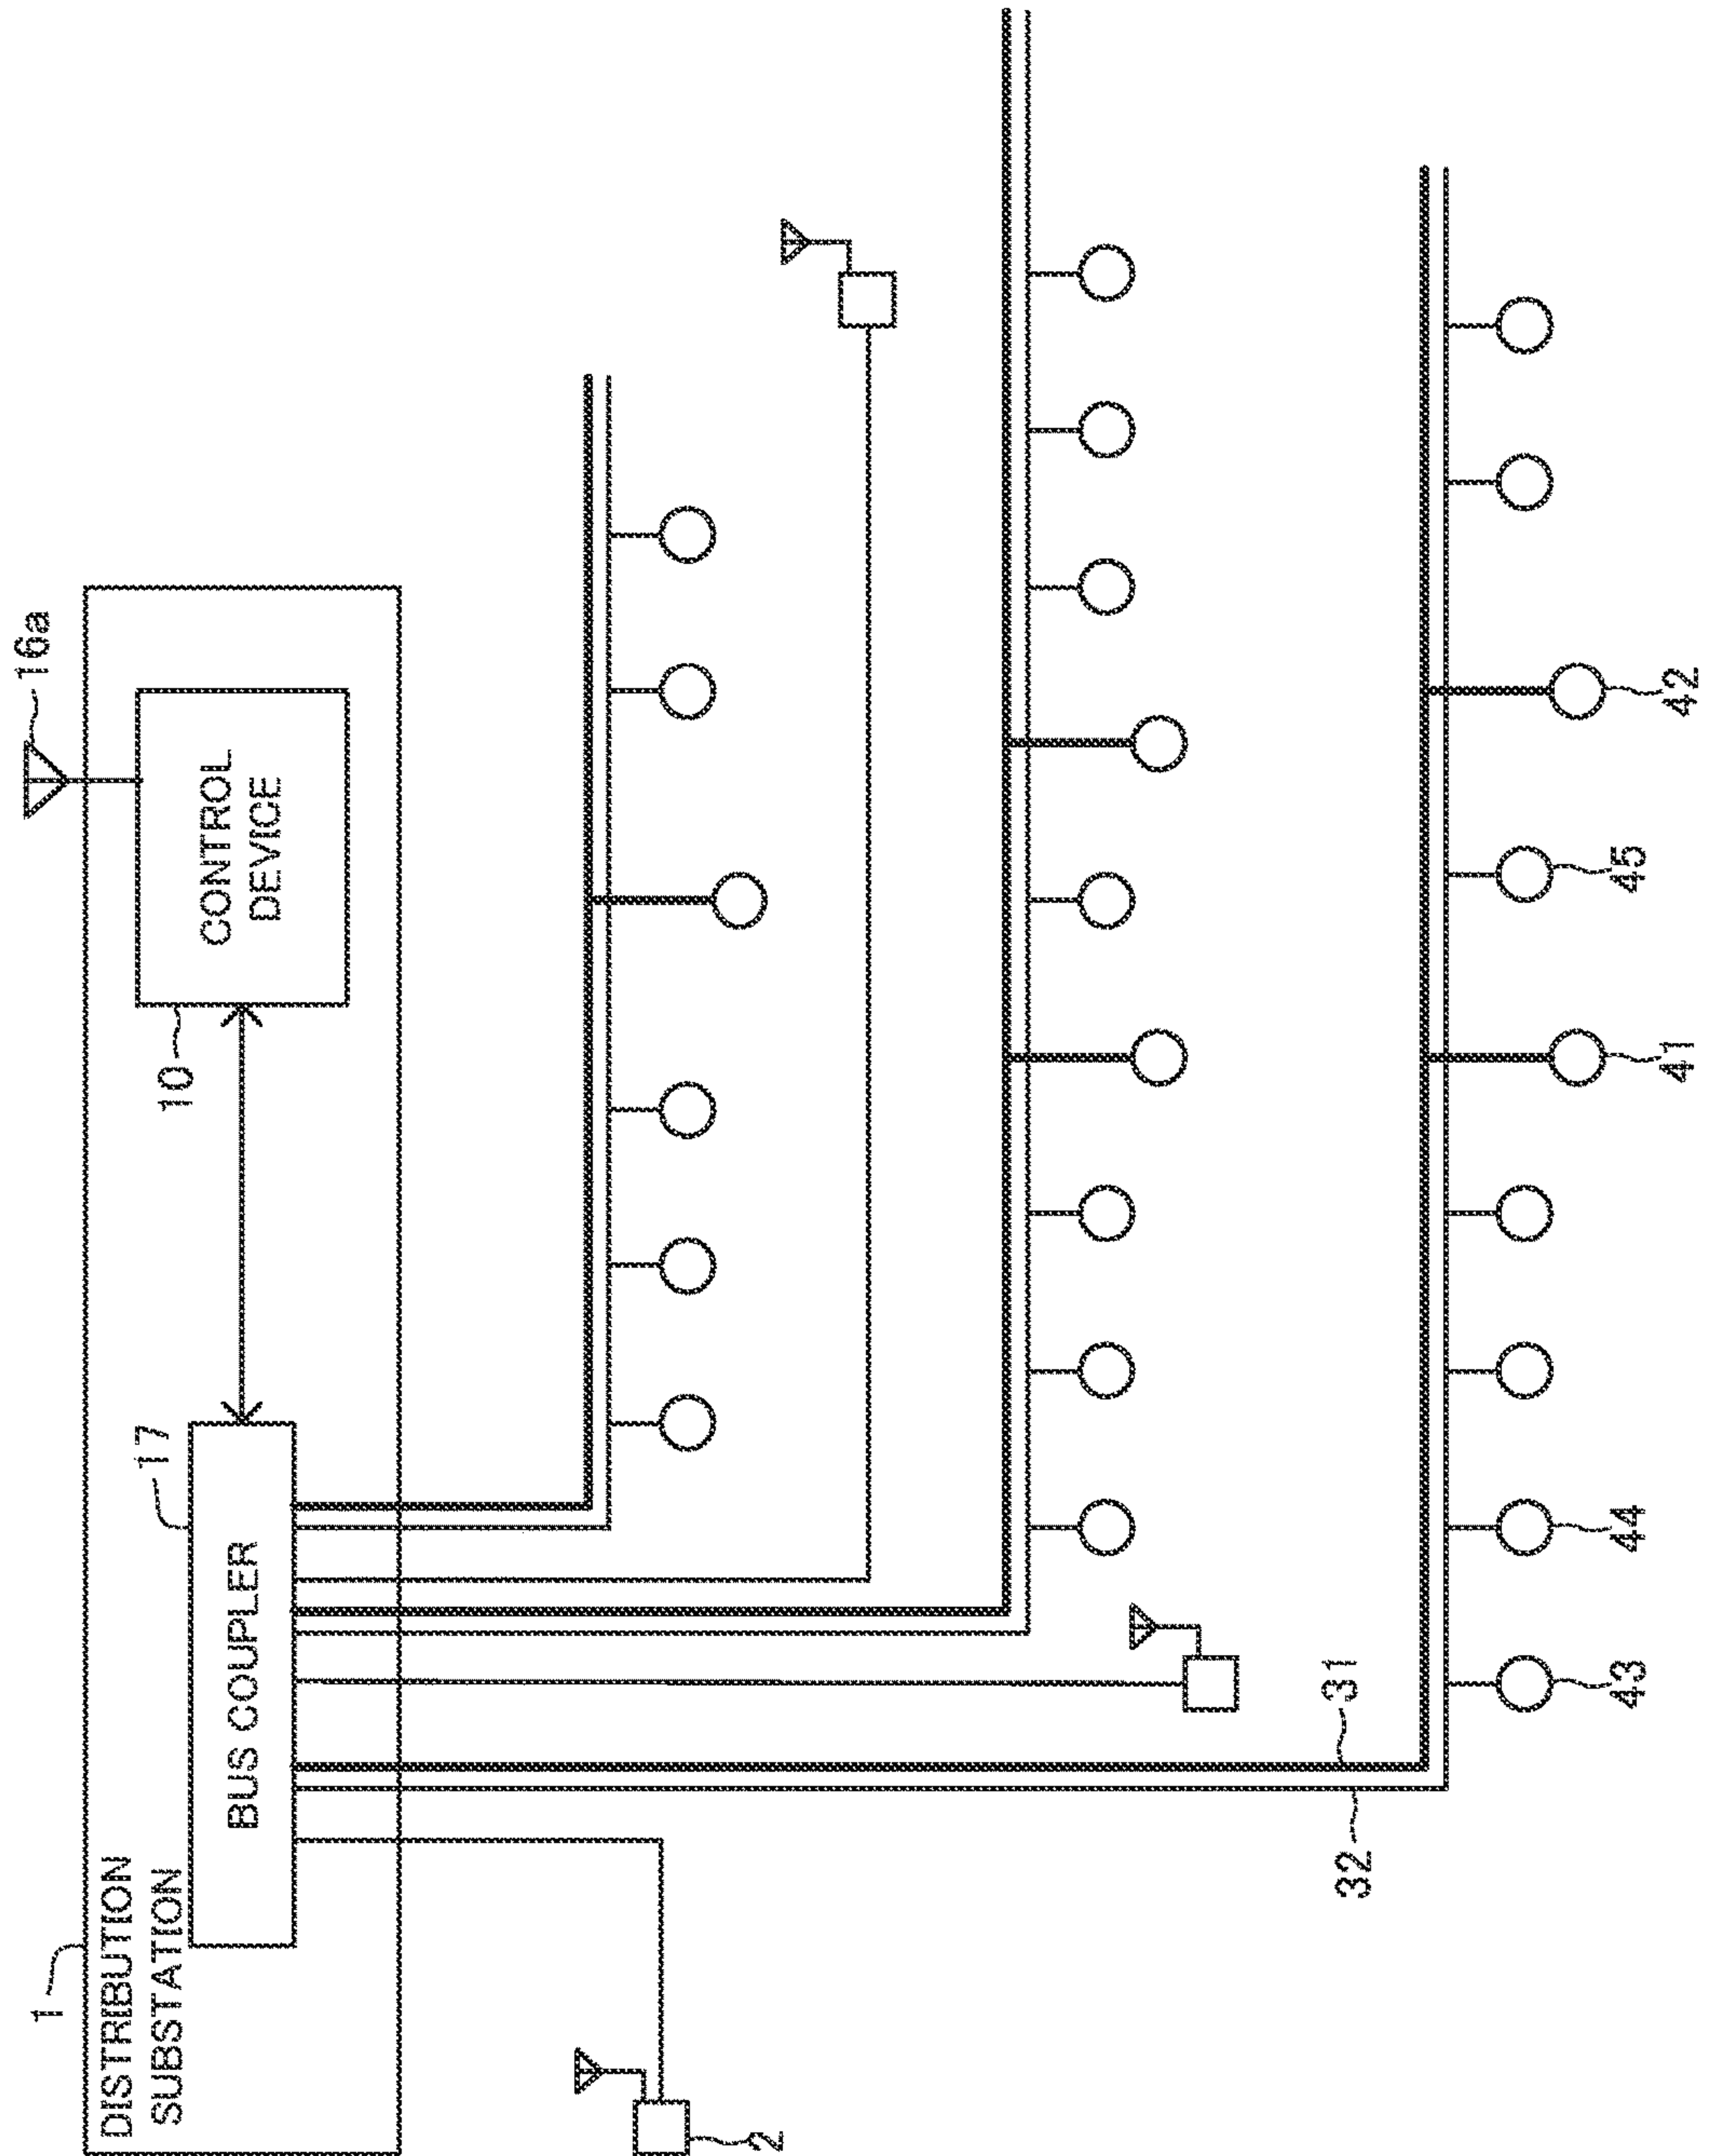 1
DISTRIBUTION
SUBSTATION
17
BUS COUPLER
10
CONTROL
DEVICE
16a
2
32
31
43
44
41
45
42